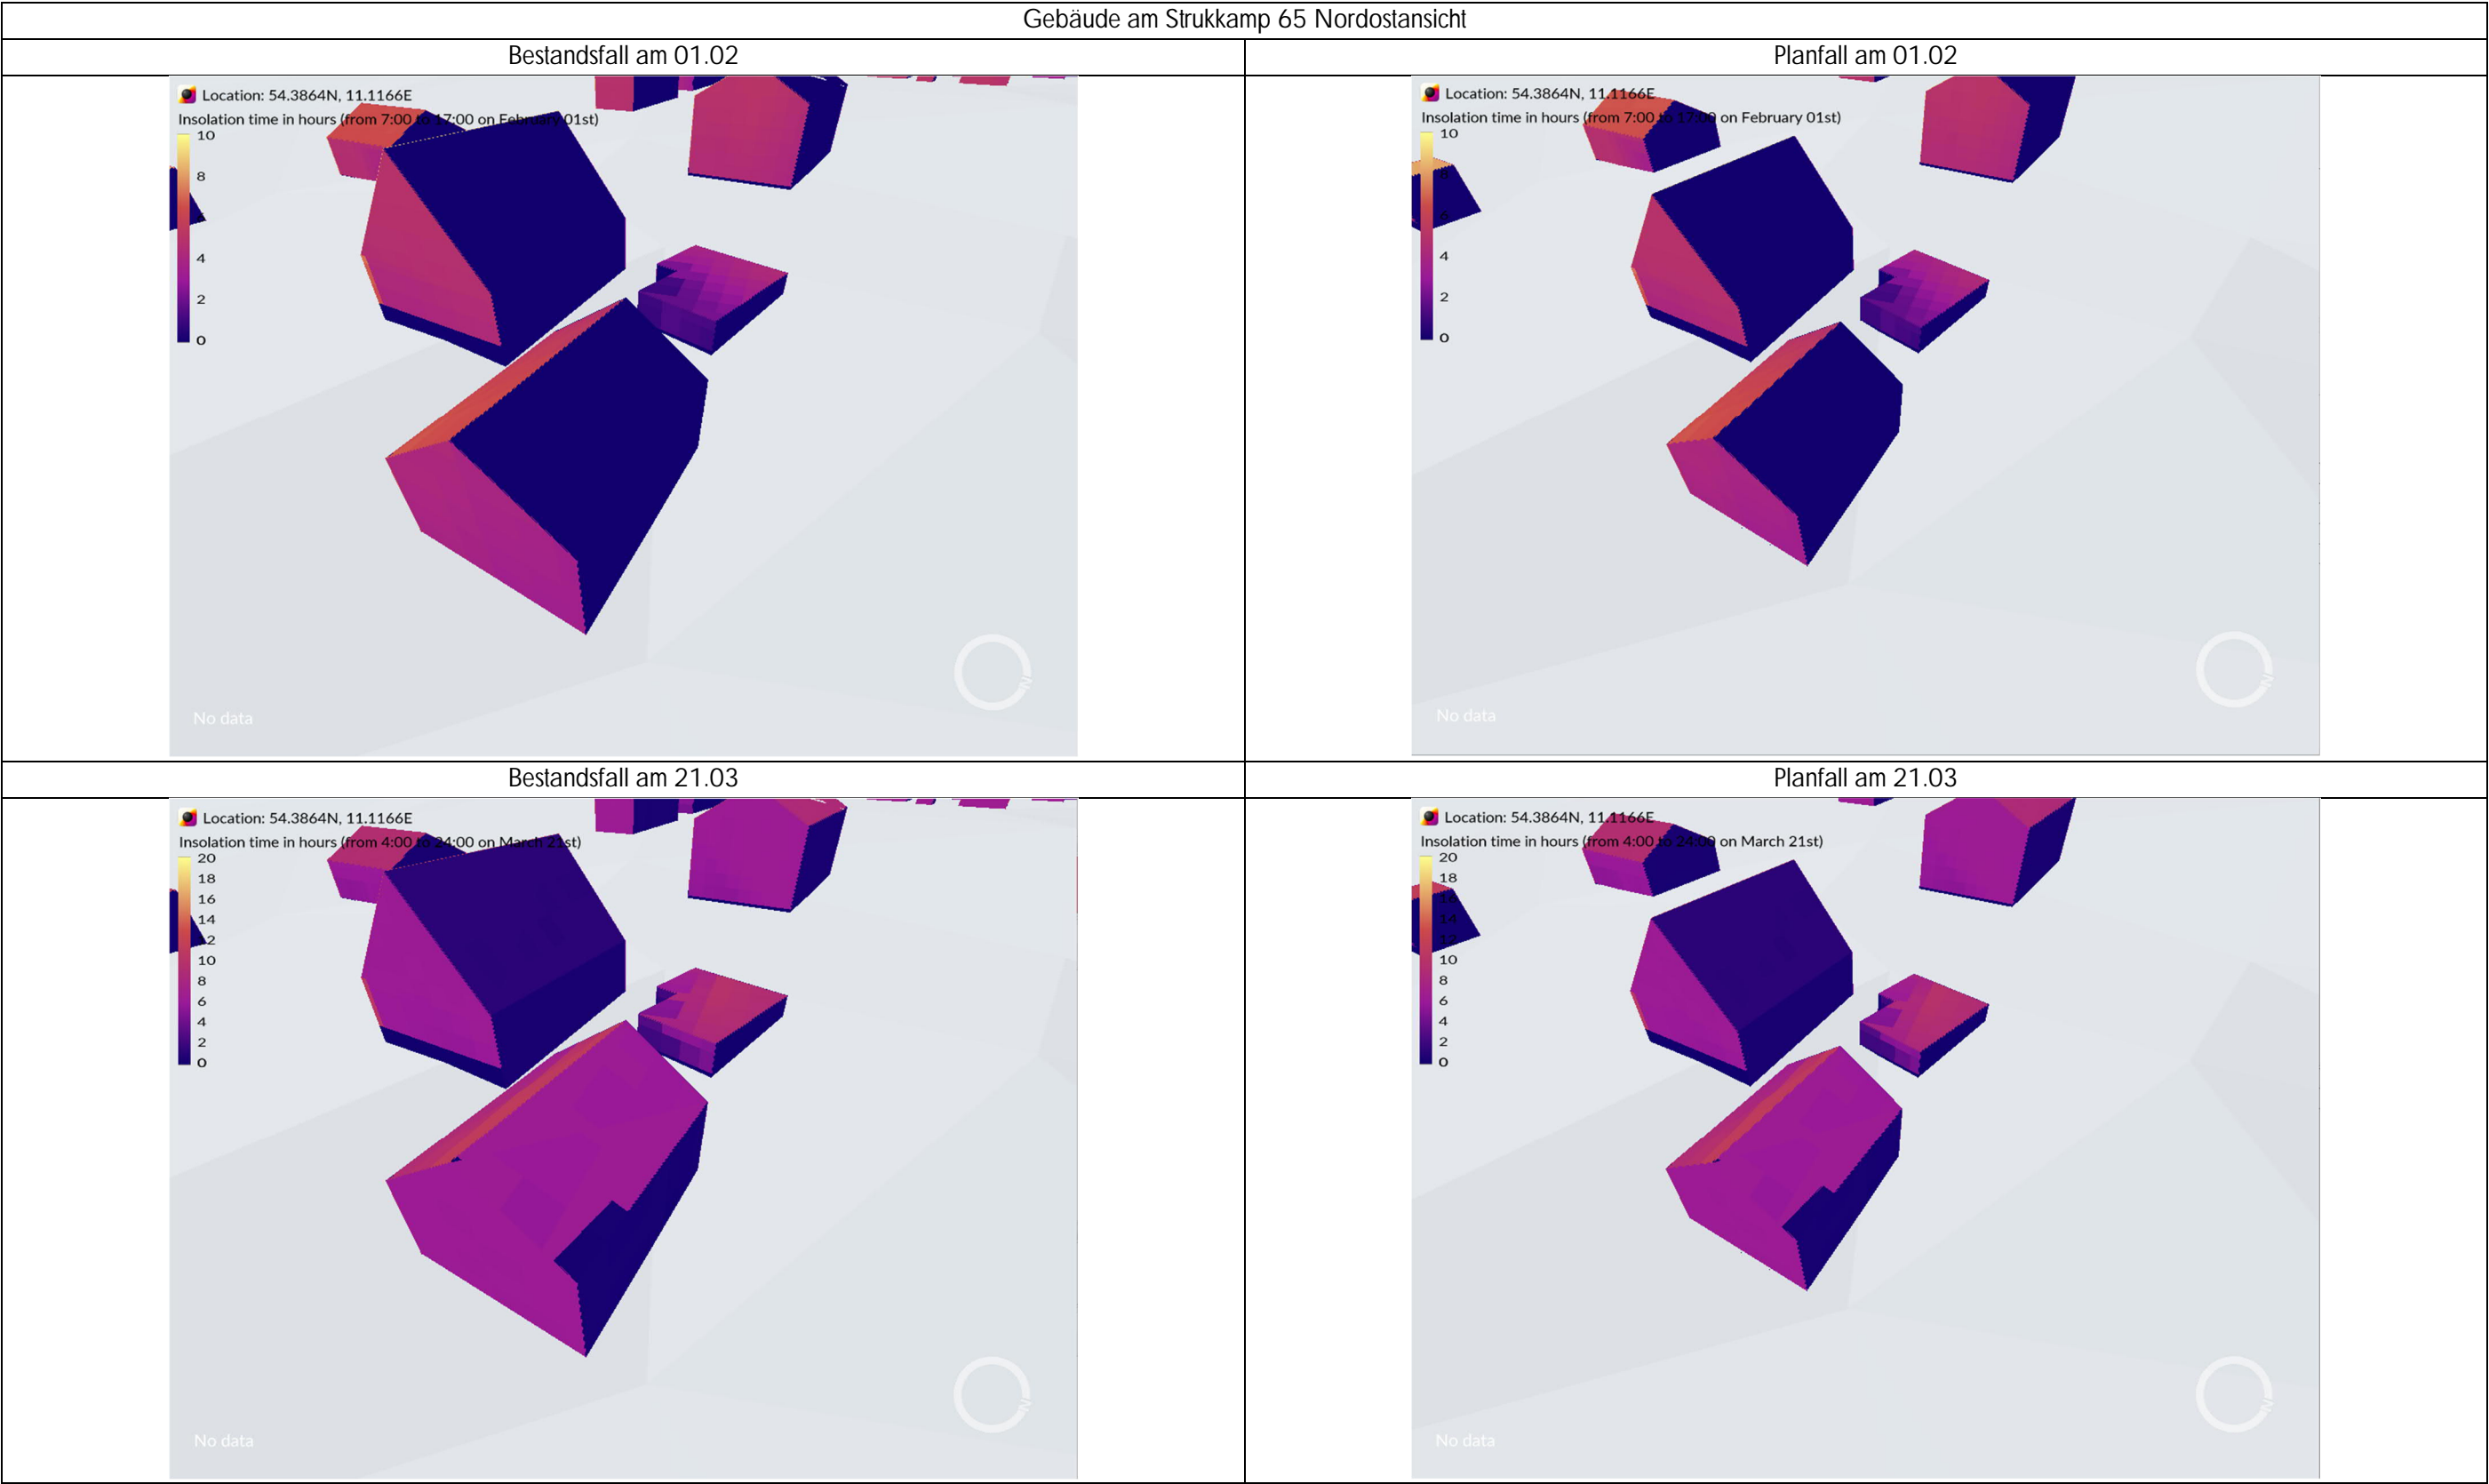 Gebäude am Strukkamp 65 Nordostansicht
Bestandsfall am 01.02
Planfall am 01.02
Location: 54.3864N, 11.1166E
Insolation time in hours (from 7:00 to 17:00 on February 01st)
10
8
4
2
0
N
No data
Location: 54.3864N, 11.1166E
Insolation time in hours (from 7:00 to 17:00 on February 01st)
10
8
6
4
2
0
N
No data
Bestandsfall am 21.03
Planfall am 21.03
Location: 54.3864N, 11.1166E
Insolation time in hours (from 4:00 to 24:00 on March 21st)
20
18
16
14
12
10
8
6
4
2
0
N
No data
Location: 54.3864N, 11.1166E
Insolation time in hours (from 4:00 to 24:00 on March 21st)
20
18
16
14
12
10
8
6
4
2
0
N
No data